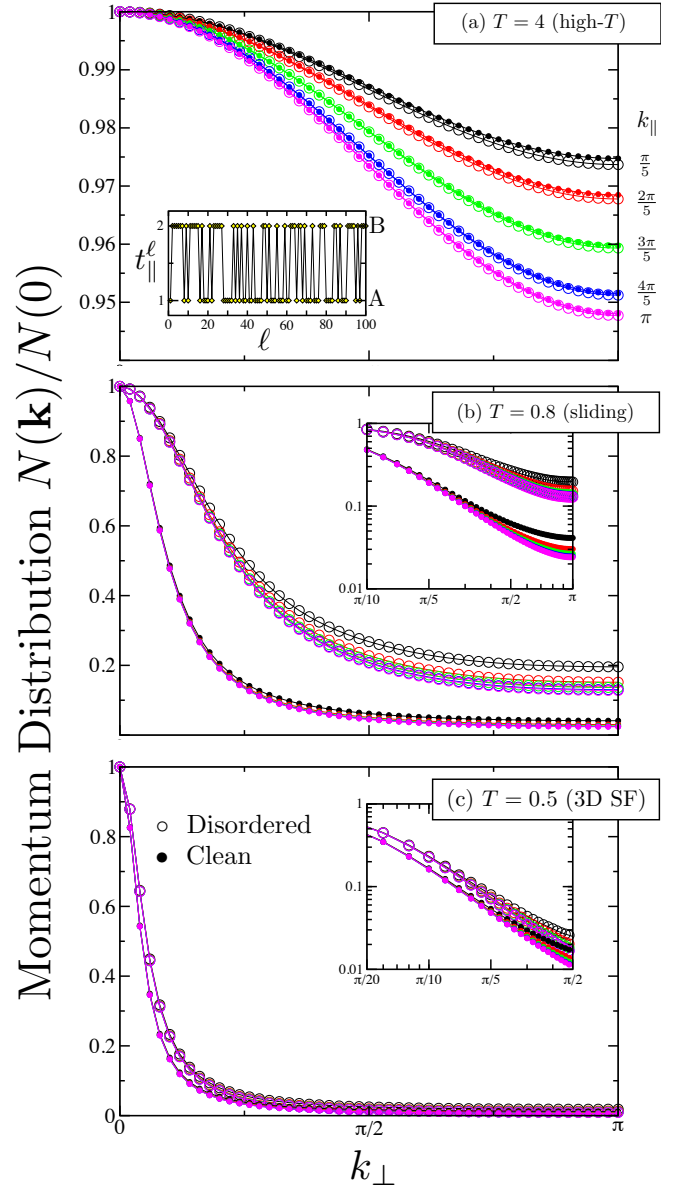 Momentum Distribution N(𝐤)/N(0)
(a) T = 4 (high-T)
1
0.99
0.98
0.97
0.96
0.95
k∥
π/5
2π/5
3π/5
4π/5
π
t∥^ℓ
2
1
B
A
0 20 40 60 80 100
ℓ
(b) T = 0.8 (sliding)
1
0.8
0.6
0.4
0.2
1
0.1
0.01
π/10 π/5 π/2 π
(c) T = 0.5 (3D SF)
Disordered
Clean
1
0.8
0.6
0.4
0.2
0
1
0.1
0.01
π/20 π/10 π/5 π/2
0 π/2 π
k⊥